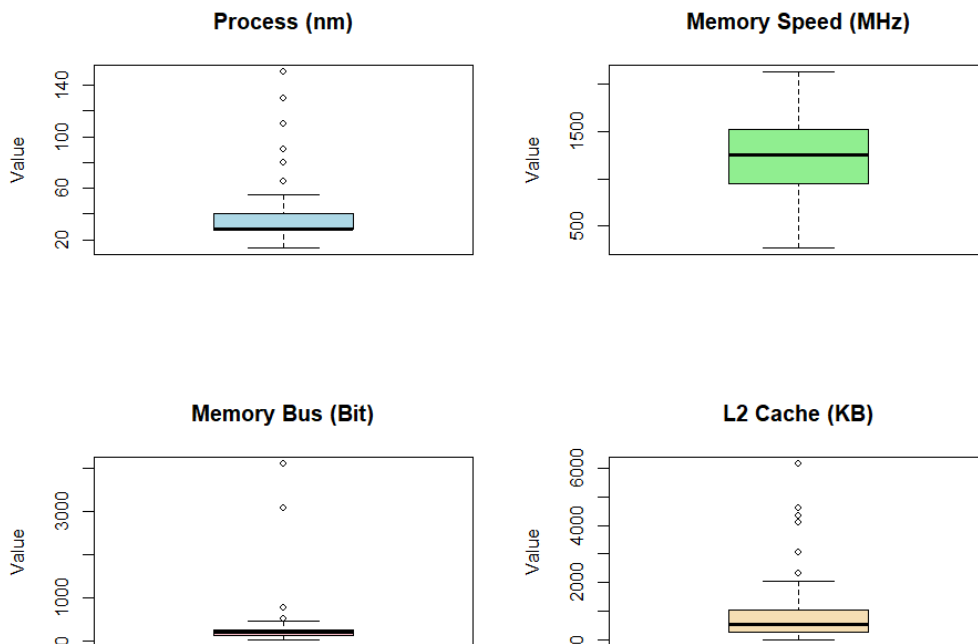 Process (nm)
Value
20
60
100
140
Memory Speed (MHz)
Value
500
1500
Memory Bus (Bit)
Value
0
1000
3000
L2 Cache (KB)
Value
0
2000
4000
6000